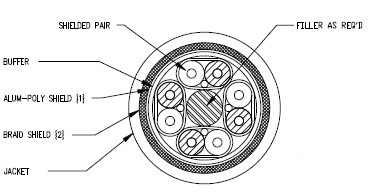 SHIELDED PAIR
FILLER AS REQ'D
BUFFER
ALUM-POLY SHIELD {1}
BRAID SHIELD {2}
JACKET